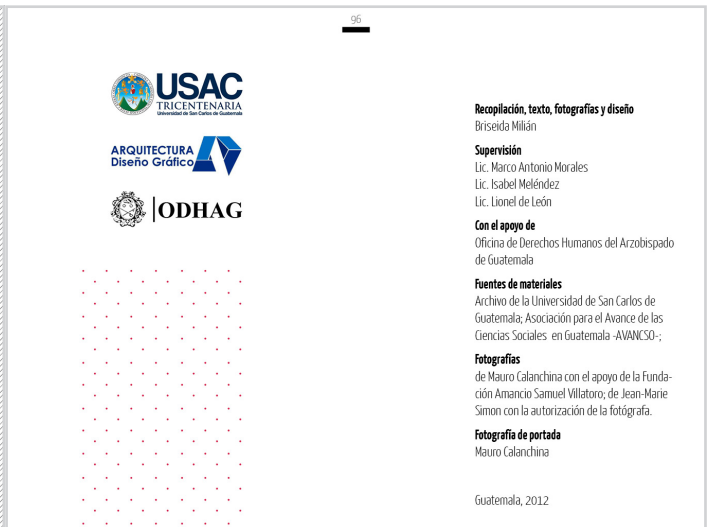 96
USAC
TRICENTENARIA
Universidad de San Carlos de Guatemala
ARQUITECTURA
Diseño Gráfico
ODHAG
Recopilación, texto, fotografías y diseño
Briseida Milián
Supervisión
Lic. Marco Antonio Morales
Lic. Isabel Meléndez
Lic. Lionel de León
Con el apoyo de
Oficina de Derechos Humanos del Arzobispado
de Guatemala
Fuentes de materiales
Archivo de la Universidad de San Carlos de
Guatemala; Asociación para el Avance de las
Ciencias Sociales en Guatemala -AVANCSO-;
Fotografías
de Mauro Calanchina con el apoyo de la Funda-
ción Amancio Samuel Villatoro; de Jean-Marie
Simon con la autorización de la fotógrafa.
Fotografía de portada
Mauro Calanchina
Guatemala, 2012